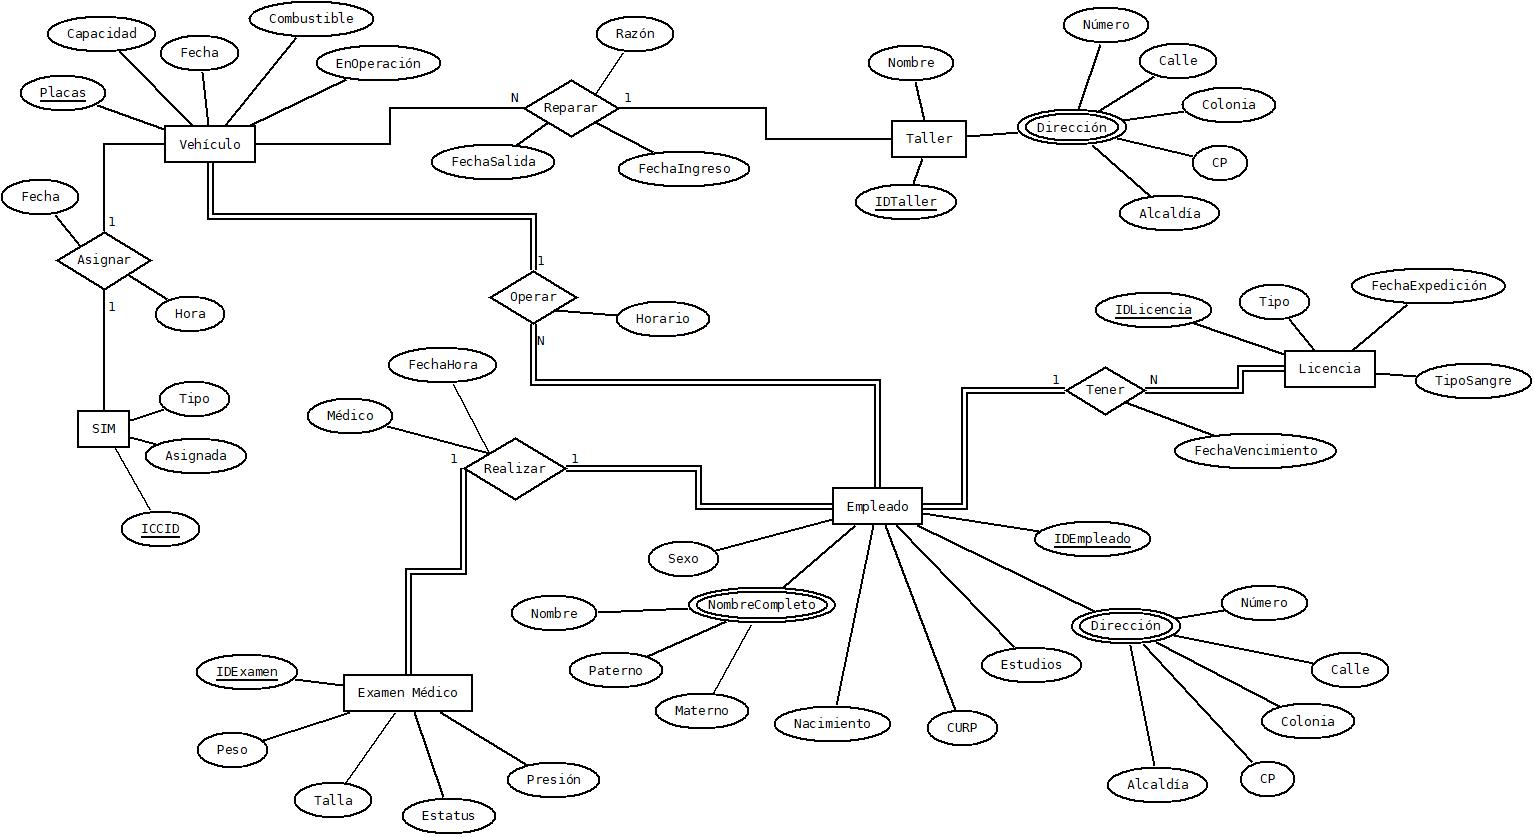 Combustible
Capacidad
Fecha
EnOperación
Placas
Vehículo
Razón
N
Reparar
1
FechaSalida
FechaIngreso
Nombre
Taller
IDTaller
Número
Calle
Colonia
Dirección
CP
Alcaldía
Fecha
1
Asignar
1
Hora
1
Operar
Horario
N
IDLicencia
Tipo
FechaExpedición
Licencia
TipoSangre
1
Tener
N
FechaVencimiento
FechaHora
Médico
1
Realizar
1
Tipo
SIM
Asignada
ICCID
Empleado
IDEmpleado
Sexo
NombreCompleto
Nombre
Paterno
Materno
Nacimiento
CURP
Estudios
Dirección
Número
Calle
Colonia
CP
Alcaldía
IDExamen
Examen Médico
Peso
Talla
Estatus
Presión